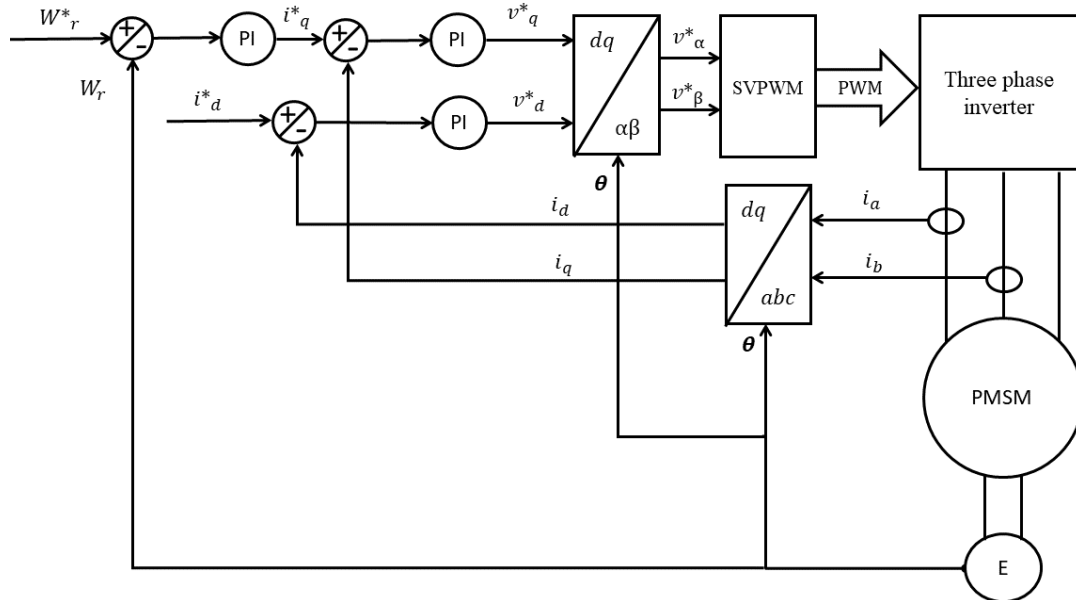 W*r
i*q
v*q
PI
PI
dq
αβ
v*α
v*β
SVPWM
PWM
Three phase
inverter
Wr
i*d
PI
v*d
θ
id
iq
dq
abc
ia
ib
θ
PMSM
E